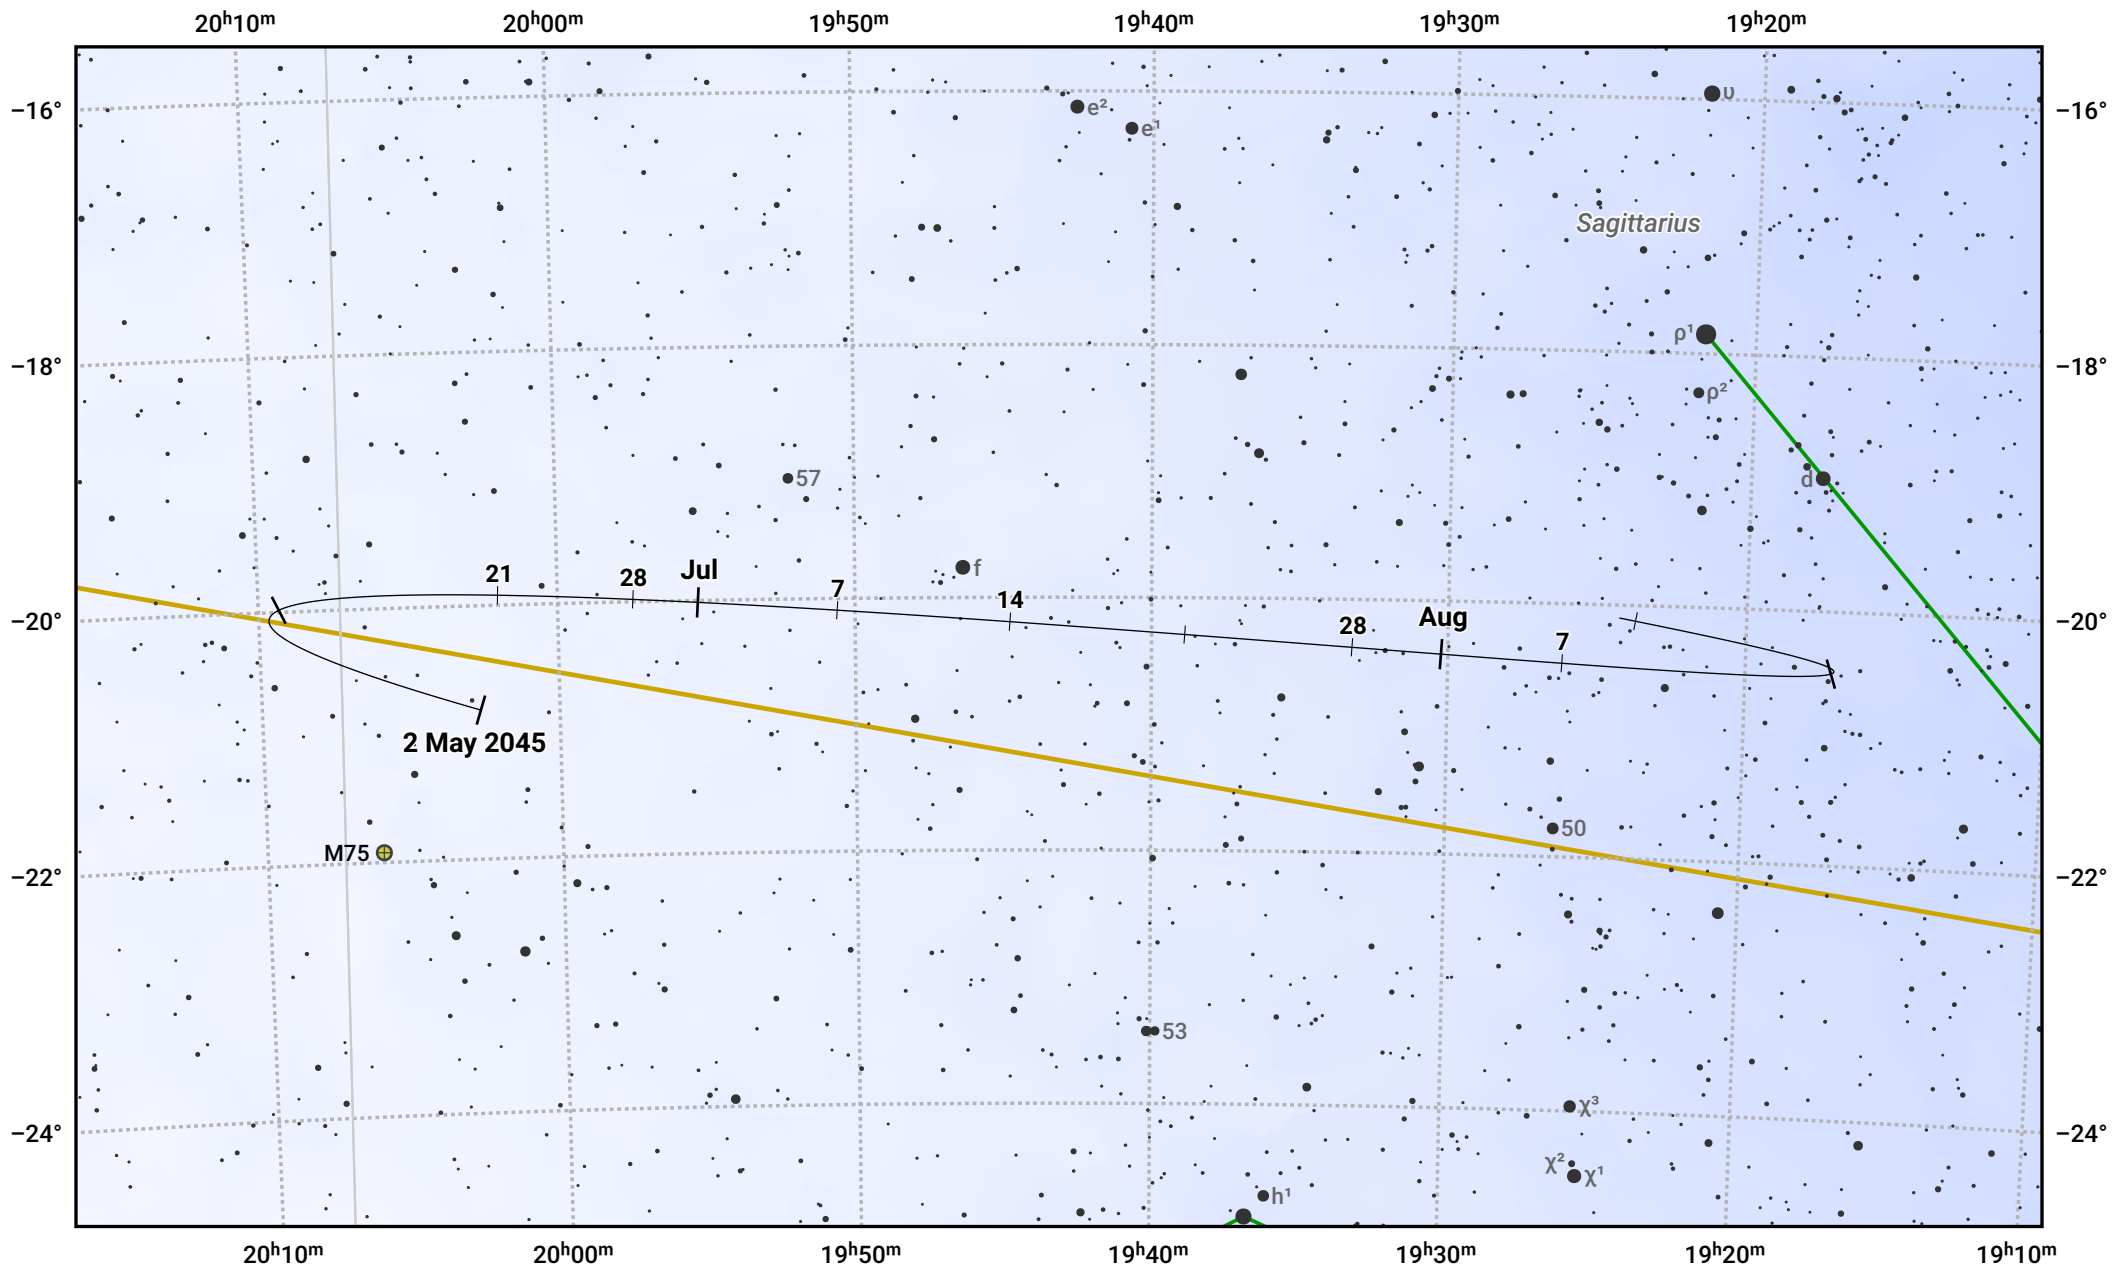 20ʰ10ᵐ 20ʰ00ᵐ 19ʰ50ᵐ 19ʰ40ᵐ 19ʰ30ᵐ 19ʰ20ᵐ
−16° e² e¹ υ −16°
Sagittarius
ρ¹
−18° ρ² −18°
57 d
21 28 Jul 7 f 14
−20° 28 Aug 7 −20°
2 May 2045
50
M75
−22° −22°
53
χ³
−24° −24°
χ² χ¹
h¹
20ʰ10ᵐ 20ʰ00ᵐ 19ʰ50ᵐ 19ʰ40ᵐ 19ʰ30ᵐ 19ʰ20ᵐ 19ʰ10ᵐ